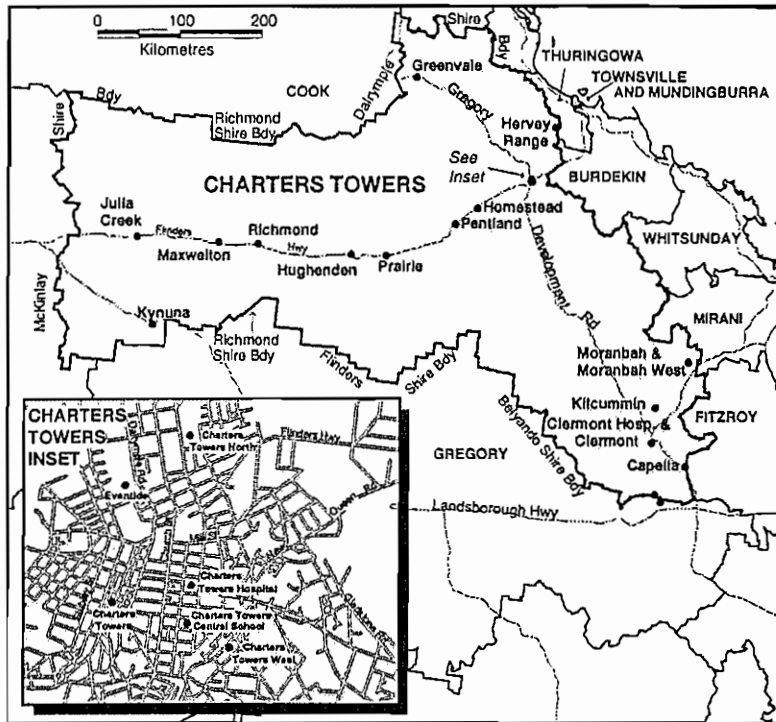 0 100 200
Kilometres
Shire
Bdy
THURINGOWA
TOWNSVILLE
AND MUNDINGBURRA
Greenvale
Dalrymple
COOK
Gregory
Bdy
Shire
Richmond
Shire Bdy
Hervey
Range
See
Inset
BURDEKIN
CHARTERS TOWERS
Julia
Creek
Flinders
Richmond
Maxwelton
Hwy
Hughenden
Prairie
Homestead
Pentland
Development
Rd
WHITSUNDAY
McKinlay
Kynuna
Richmond
Shire Bdy
Flinders
Shire Bdy
MIRANI
Moranbah &
Moranbah West
Kilcummin
Clermont Hosp. &
Clermont
FITZROY
Belyando Shire Bdy
GREGORY
Capella
Landsborough Hwy
CHARTERS
TOWERS
INSET
Charters
Towers North
Flinders Hwy
Eventide
Rd
Charters
Towers Hospital
Charters
Towers
Charters Towers
Central School
Charters
Towers West